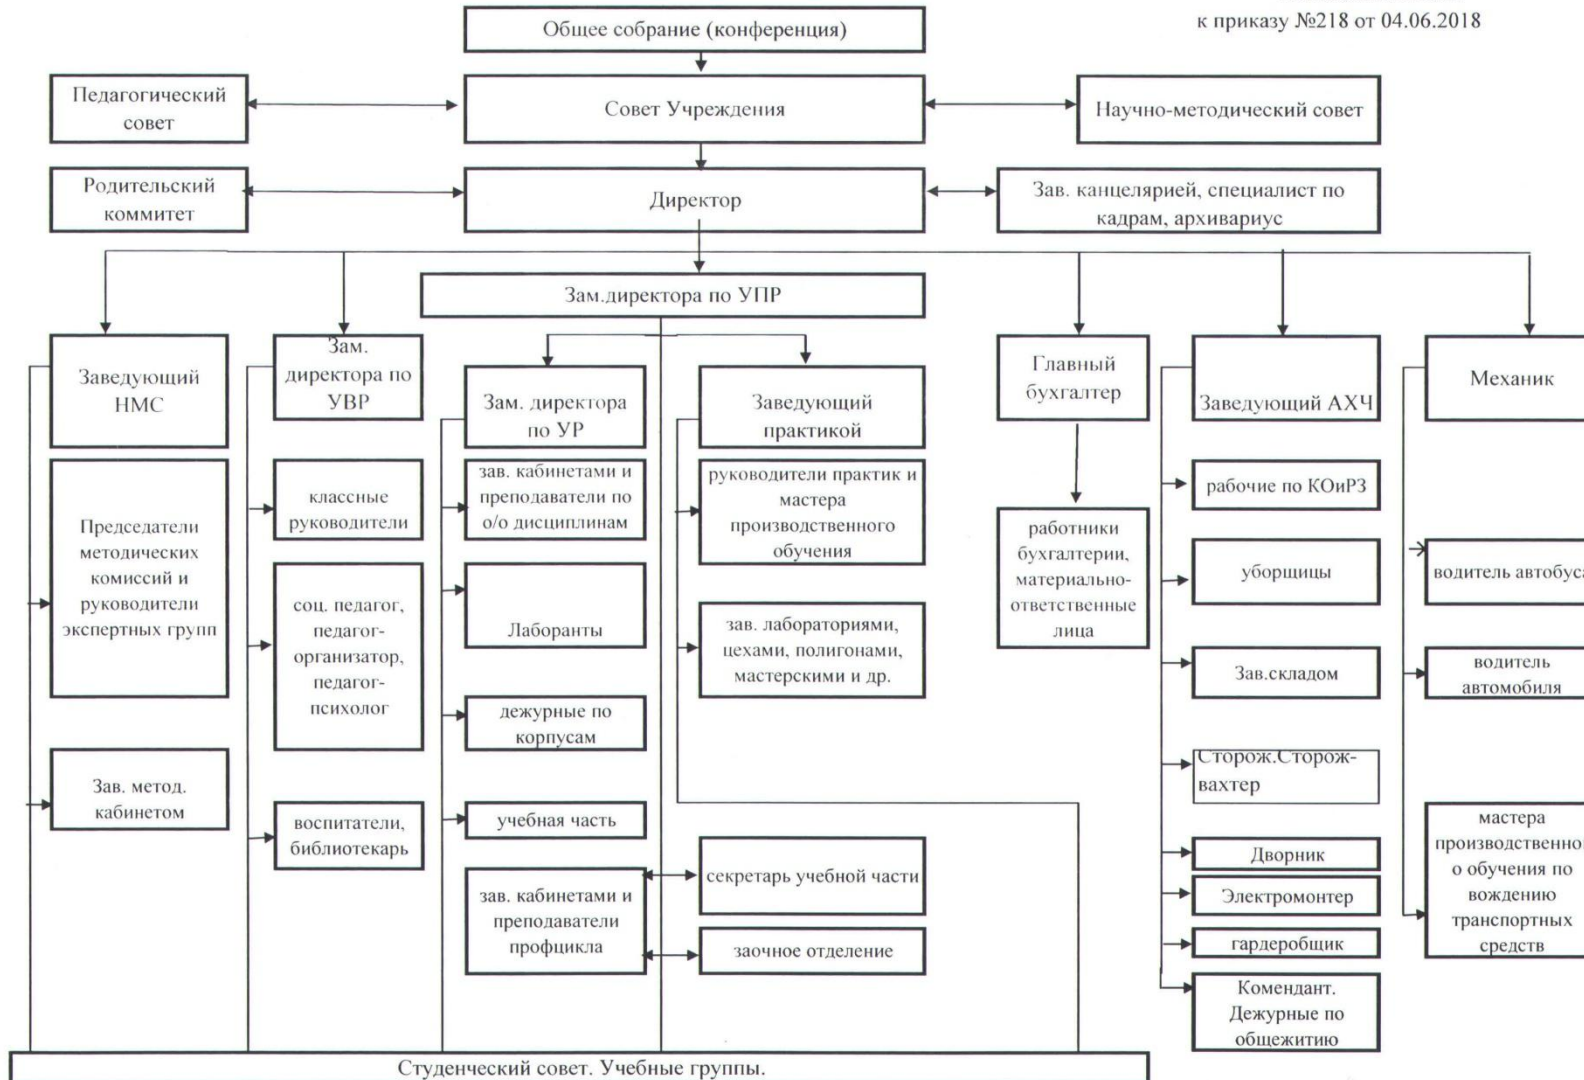 к приказу №218 от 04.06.2018
Общее собрание (конференция)
Педагогический
совет
Совет Учреждения
Научно-методический совет
Родительский
коммитет
Директор
Зав. канцелярией, специалист по
кадрам, архивариус
Зам.директора по УПР
Заведующий
НМС
Зам.
директора по
УВР
Зам. директора
по УР
Заведующий
практикой
Главный
бухгалтер
Заведующий АХЧ
Механик
Председатели
методических
комиссий и
руководители
экспертных групп
Зав. метод.
кабинетом
классные
руководители
соц. педагог,
педагог-
организатор,
педагог-
психолог
воспитатели,
библиотекарь
зав. кабинетами и
преподаватели по
о/о дисциплинам
Лаборанты
дежурные по
корпусам
учебная часть
зав. кабинетами и
преподаватели
профцикла
руководители практик и
мастера
производственного
обучения
зав. лабораториями,
цехами, полигонами,
мастерскими и др.
секретарь учебной части
заочное отделение
работники
бухгалтерии,
материально-
ответственные
лица
рабочие по КОиРЗ
уборщицы
Зав.складом
Сторож.Сторож-
вахтер
Дворник
Электромонтер
гардеробщик
Комендант.
Дежурные по
общежитию
водитель автобуса
водитель
автомобиля
мастера
производственног
о обучения по
вождению
транспортных
средств
Студенческий совет. Учебные группы.